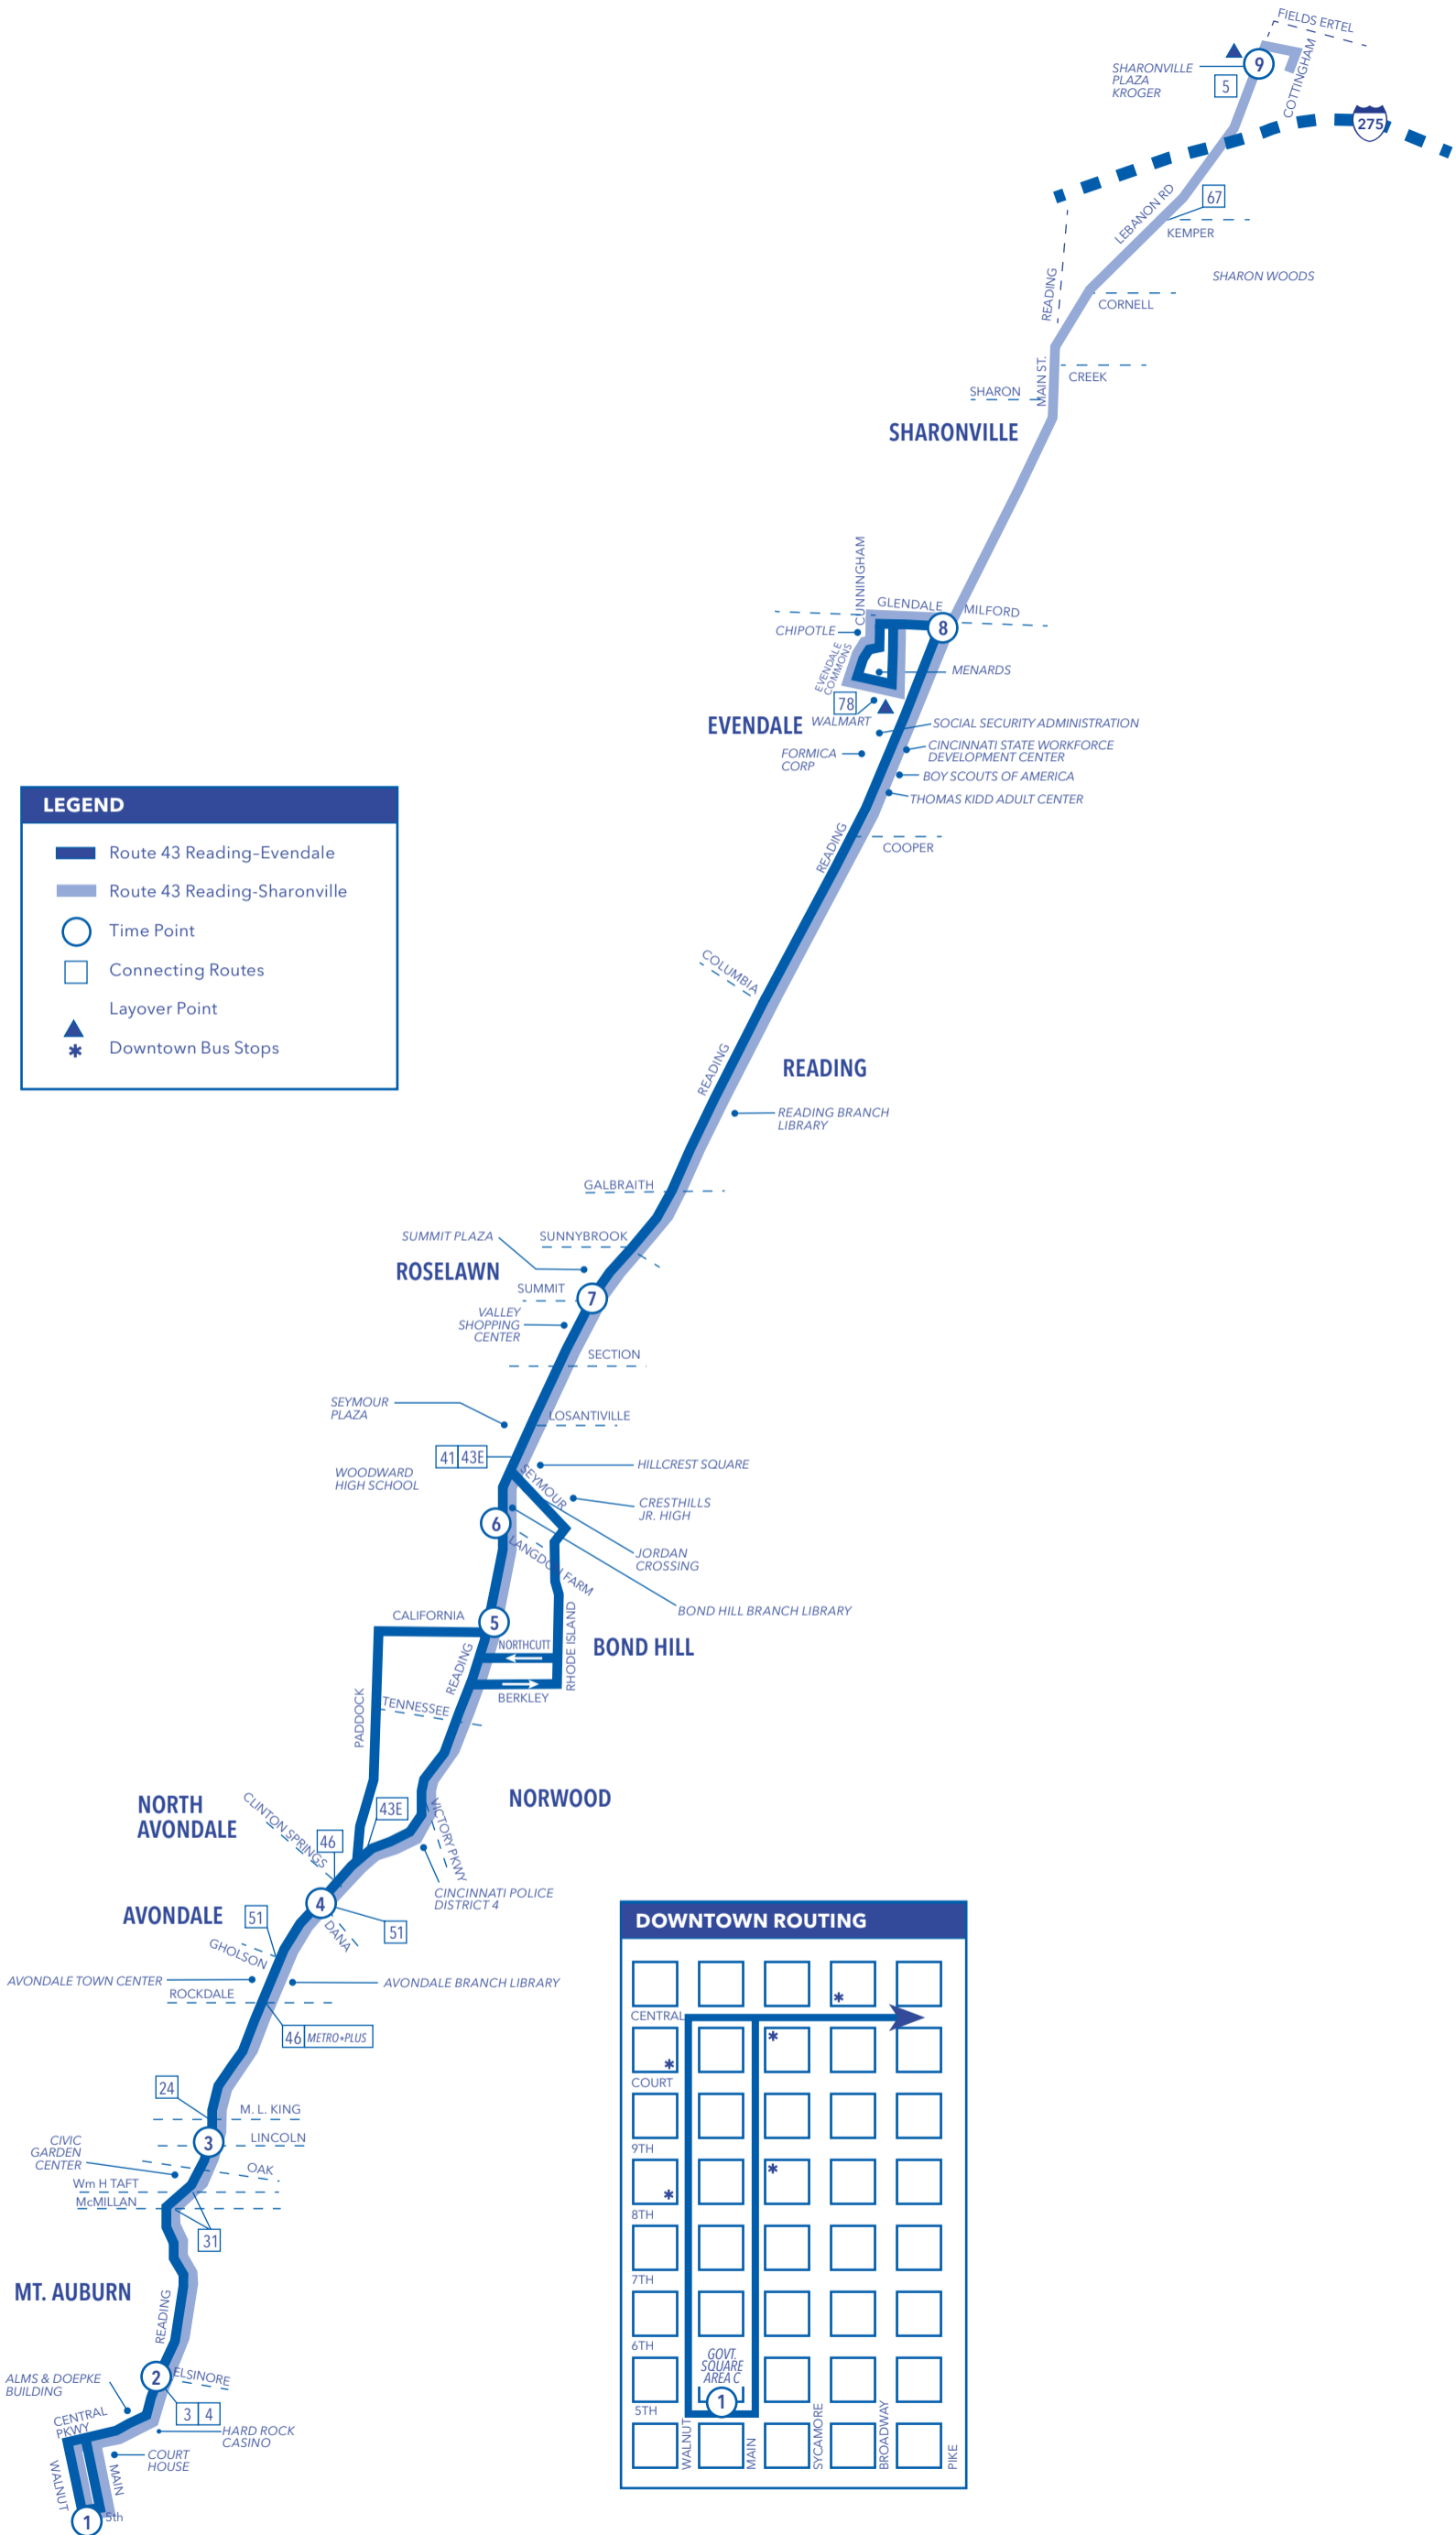 FIELDS ERTEL
COTTINGHAM
9
SHARONVILLE
PLAZA
KROGER
5
275
LEBANON RD
67
KEMPER
SHARON WOODS
READING
CORNELL
MAIN ST.
CREEK
SHARON
SHARONVILLE
CUNNINGHAM
GLENDALE
MILFORD
8
CHIPOTLE
EVENDALE
COMMONS
MENARDS
78
WALMART
EVENDALE
SOCIAL SECURITY ADMINISTRATION
FORMICA
CORP
CINCINNATI STATE WORKFORCE
DEVELOPMENT CENTER
BOY SCOUTS OF AMERICA
THOMAS KIDD ADULT CENTER
READING
COOPER
LEGEND
Route 43 Reading–Evendale
Route 43 Reading-Sharonville
Time Point
Connecting Routes
Layover Point
* Downtown Bus Stops
COLUMBIA
READING
READING
READING BRANCH
LIBRARY
GALBRAITH
SUMMIT PLAZA
SUNNYBROOK
ROSELAWN
SUMMIT
7
VALLEY
SHOPPING
CENTER
SECTION
SEYMOUR
PLAZA
LOSANTIVILLE
41 43E
HILLCREST SQUARE
WOODWARD
HIGH SCHOOL
SEYMOUR
CRESTHILLS
JR. HIGH
6
LANGDON FARM
JORDAN
CROSSING
BOND HILL BRANCH LIBRARY
CALIFORNIA
5
NORTHCUTT
RHODE ISLAND
BOND HILL
READING
BERKLEY
PADDOCK
TENNESSEE
NORWOOD
NORTH
AVONDALE
CLINTON SPRINGS
43E
VICTORY PKWY
46
CINCINNATI POLICE
DISTRICT 4
4
AVONDALE
51
DANA
51
GHOLSON
AVONDALE TOWN CENTER
AVONDALE BRANCH LIBRARY
ROCKDALE
46 METRO*PLUS
24
M. L. KING
3
LINCOLN
CIVIC
GARDEN
CENTER
OAK
Wm H TAFT
McMILLAN
31
MT. AUBURN
READING
2
ELSINORE
ALMS & DOEPKE
BUILDING
3 4
CENTRAL
PKWY
HARD ROCK
CASINO
COURT
HOUSE
WALNUT
MAIN
1
5th
DOWNTOWN ROUTING
*
CENTRAL
*
*
COURT
9TH
*
*
8TH
7TH
6TH
GOVT.
SQUARE
AREA C
1
5TH
WALNUT
MAIN
SYCAMORE
BROADWAY
PIKE